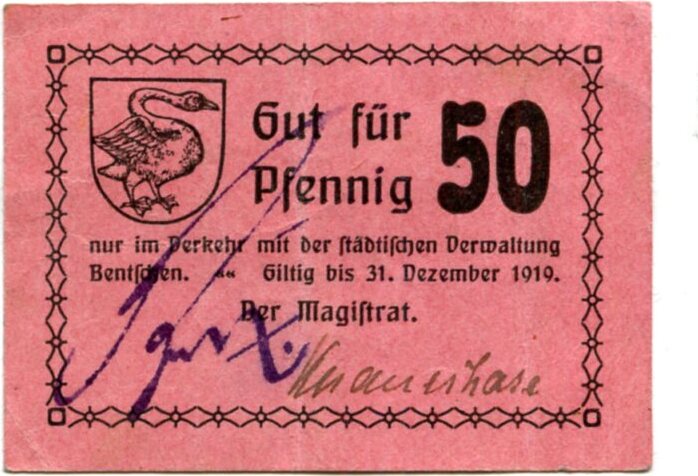 Gut für 50
Pfennig
nur im Verkehr mit der städtischen Verwaltung
Bentschen. „“ Giltig bis 31. Dezember 1919.
Der Magistrat.